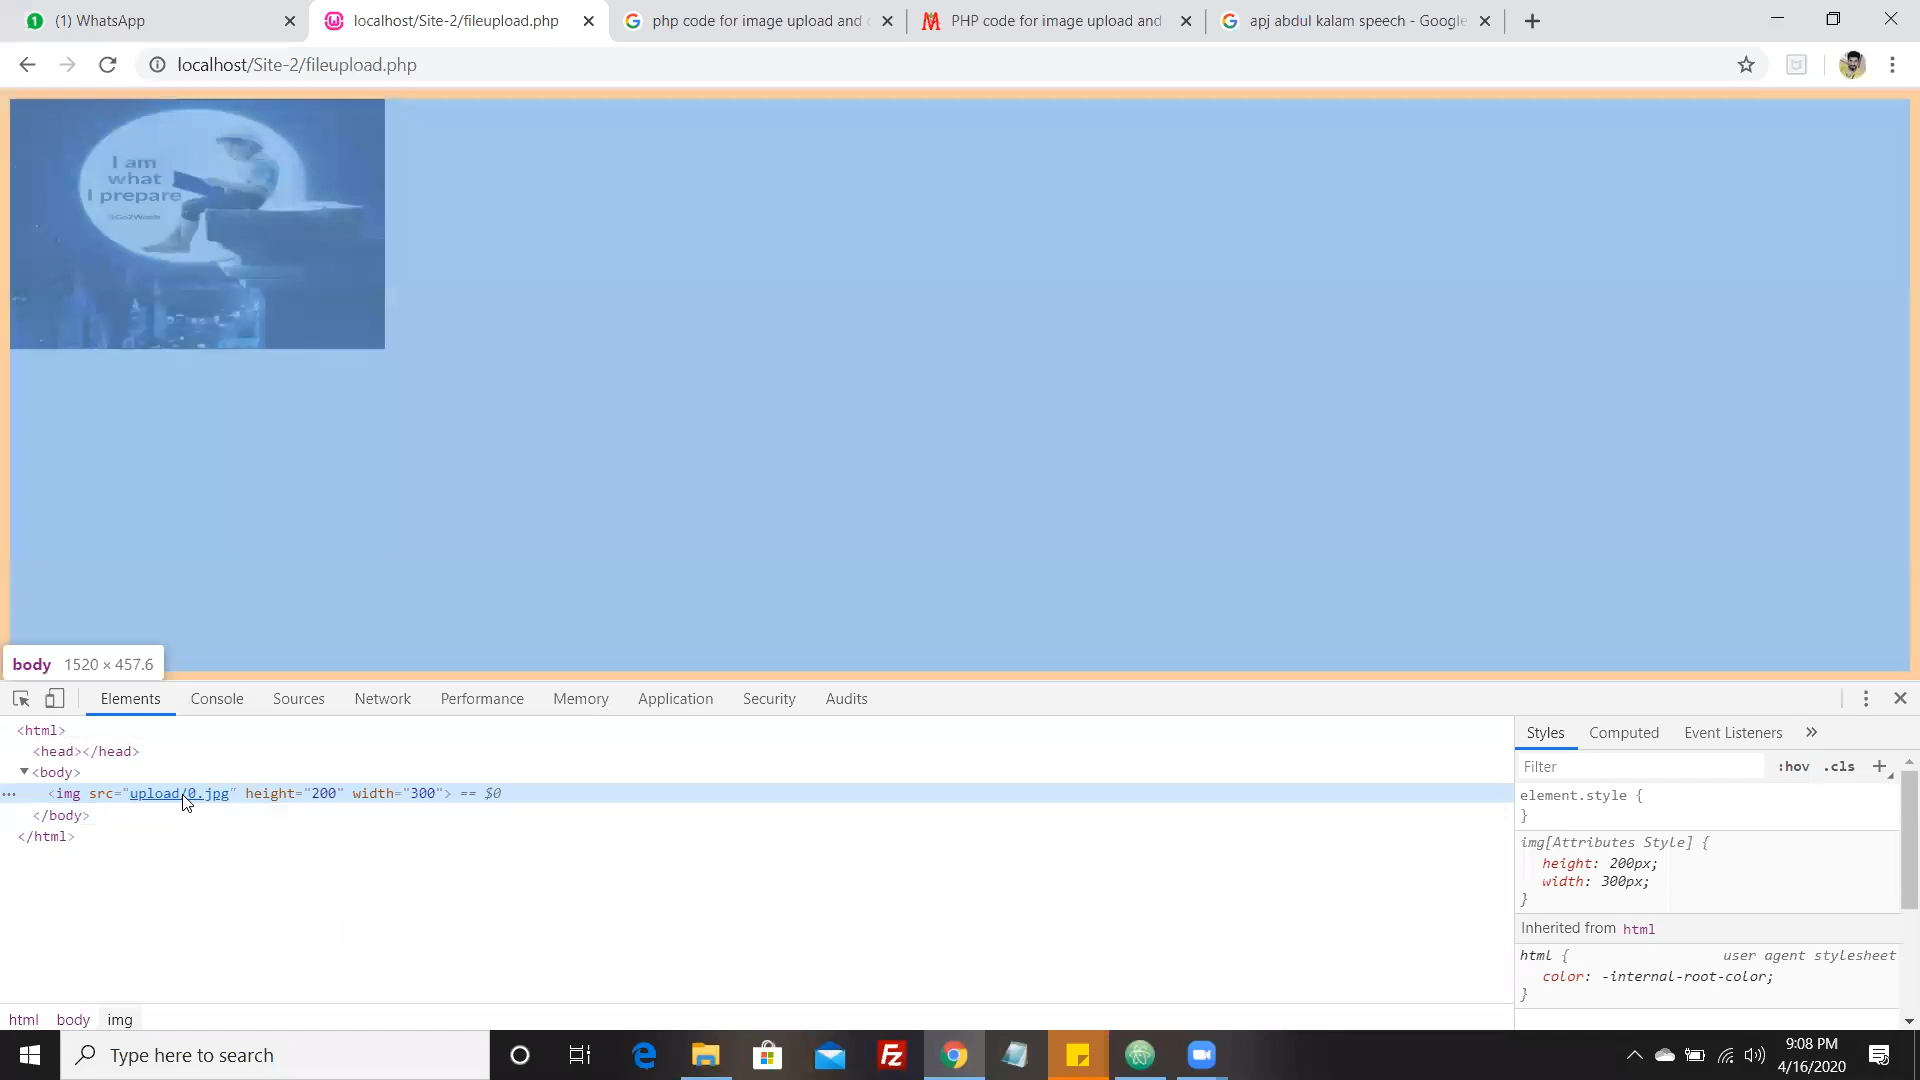 (1) WhatsApp
localhost/Site-2/fileupload.php
php code for image upload and
PHP code for image upload and
apj abdul kalam speech - Google
localhost/Site-2/fileupload.php
I am
what
I prepare
body 1520 × 457.6
Elements Console Sources Network Performance Memory Application Security Audits
<html>
<head></head>
<body>
<img src="upload/0.jpg" height="200" width="300"> == $0
</body>
</html>
html body img
Styles Computed Event Listeners »
Filter :hov .cls +
element.style {
}
img[Attributes Style] {
height: 200px;
width: 300px;
}
Inherited from html
html { user agent stylesheet
color: -internal-root-color;
}
Type here to search
9:08 PM
4/16/2020